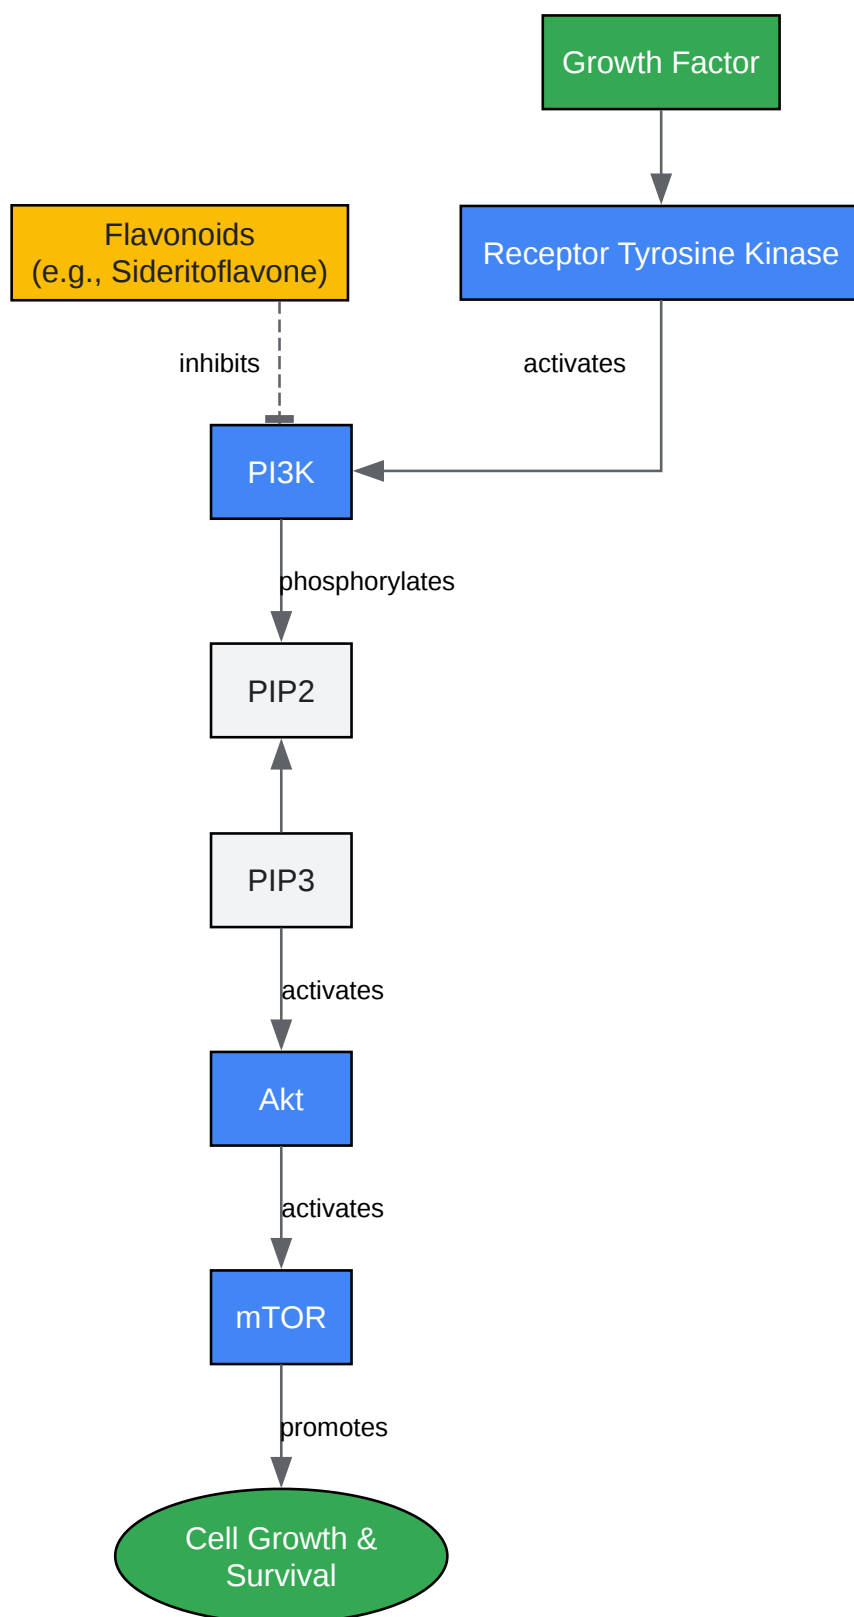 Growth Factor
Flavonoids
(e.g., Sideritoflavone)
Receptor Tyrosine Kinase
inhibits
activates
PI3K
phosphorylates
PIP2
PIP3
activates
Akt
activates
mTOR
promotes
Cell Growth &
Survival